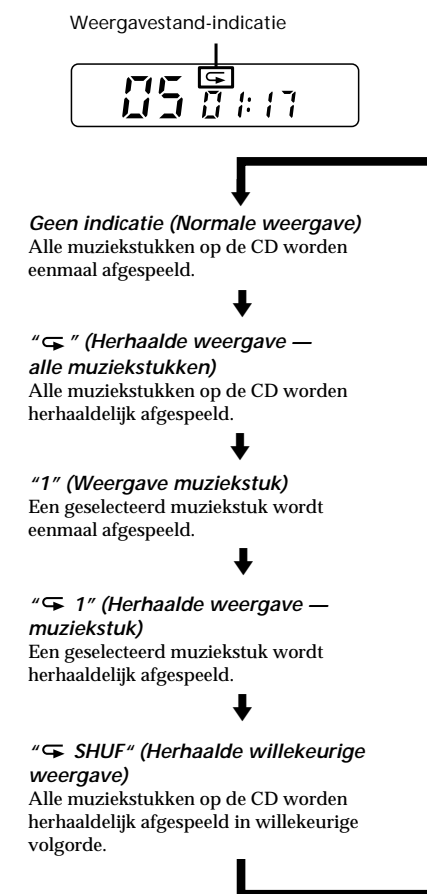 Weergavestand-indicatie
05 01:17
Geen indicatie (Normale weergave)
Alle muziekstukken op de CD worden
eenmaal afgespeeld.
“ ” (Herhaalde weergave —
alle muziekstukken)
Alle muziekstukken op de CD worden
herhaaldelijk afgespeeld.
“1” (Weergave muziekstuk)
Een geselecteerd muziekstuk wordt
eenmaal afgespeeld.
“ 1” (Herhaalde weergave —
muziekstuk)
Een geselecteerd muziekstuk wordt
herhaaldelijk afgespeeld.
“ SHUF“ (Herhaalde willekeurige
weergave)
Alle muziekstukken op de CD worden
herhaaldelijk afgespeeld in willekeurige
volgorde.